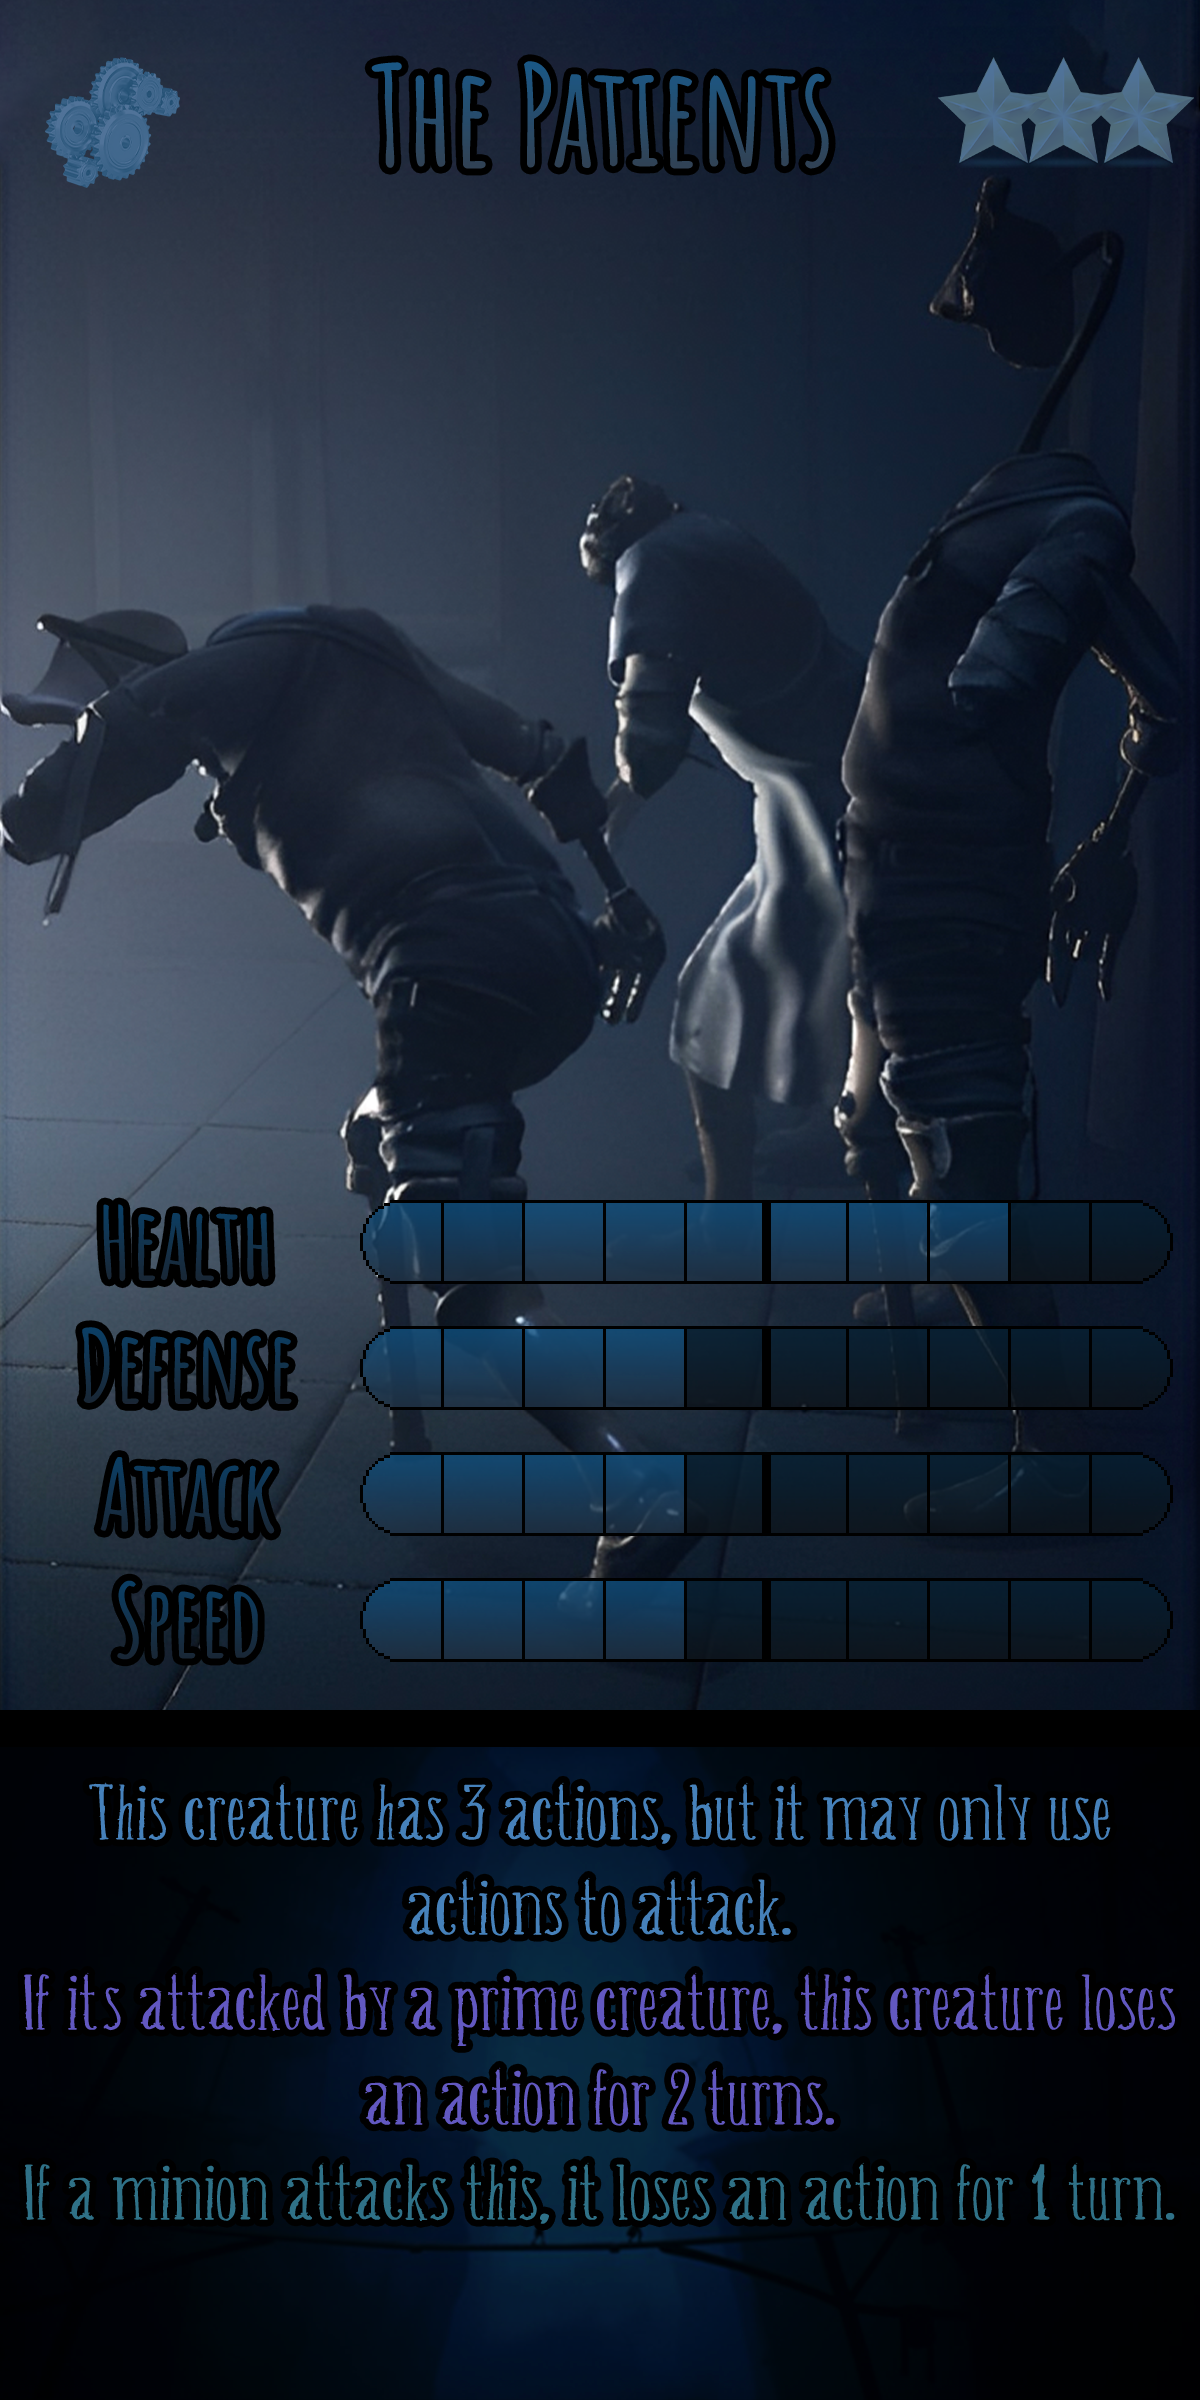 The Patients
Health
Defense
Attack
Speed
This creature has 3 actions, but it may only use
actions to attack.
If its attacked by a prime creature, this creature loses
an action for 2 turns.
If a minion attacks this, it loses an action for 1 turn.